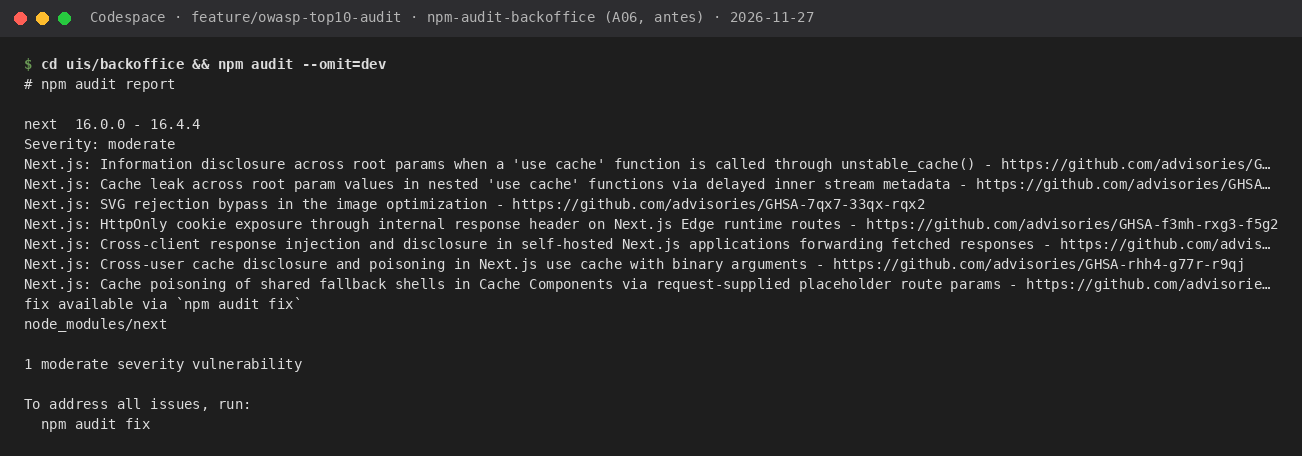 Codespace · feature/owasp-top10-audit · npm-audit-backoffice (A06, antes) · 2026-11-27
$ cd uis/backoffice && npm audit --omit=dev
# npm audit report
next  16.0.0 - 16.4.4
Severity: moderate
Next.js: Information disclosure across root params when a 'use cache' function is called through unstable_cache() - https://github.com/advisories/G…
Next.js: Cache leak across root param values in nested 'use cache' functions via delayed inner stream metadata - https://github.com/advisories/GHSA…
Next.js: SVG rejection bypass in the image optimization - https://github.com/advisories/GHSA-7qx7-33qx-rqx2
Next.js: HttpOnly cookie exposure through internal response header on Next.js Edge runtime routes - https://github.com/advisories/GHSA-f3mh-rxg3-f5g2
Next.js: Cross-client response injection and disclosure in self-hosted Next.js applications forwarding fetched responses - https://github.com/advis…
Next.js: Cross-user cache disclosure and poisoning in Next.js use cache with binary arguments - https://github.com/advisories/GHSA-rhh4-g77r-r9qj
Next.js: Cache poisoning of shared fallback shells in Cache Components via request-supplied placeholder route params - https://github.com/advisorie…
fix available via `npm audit fix`
node_modules/next
1 moderate severity vulnerability
To address all issues, run:
  npm audit fix